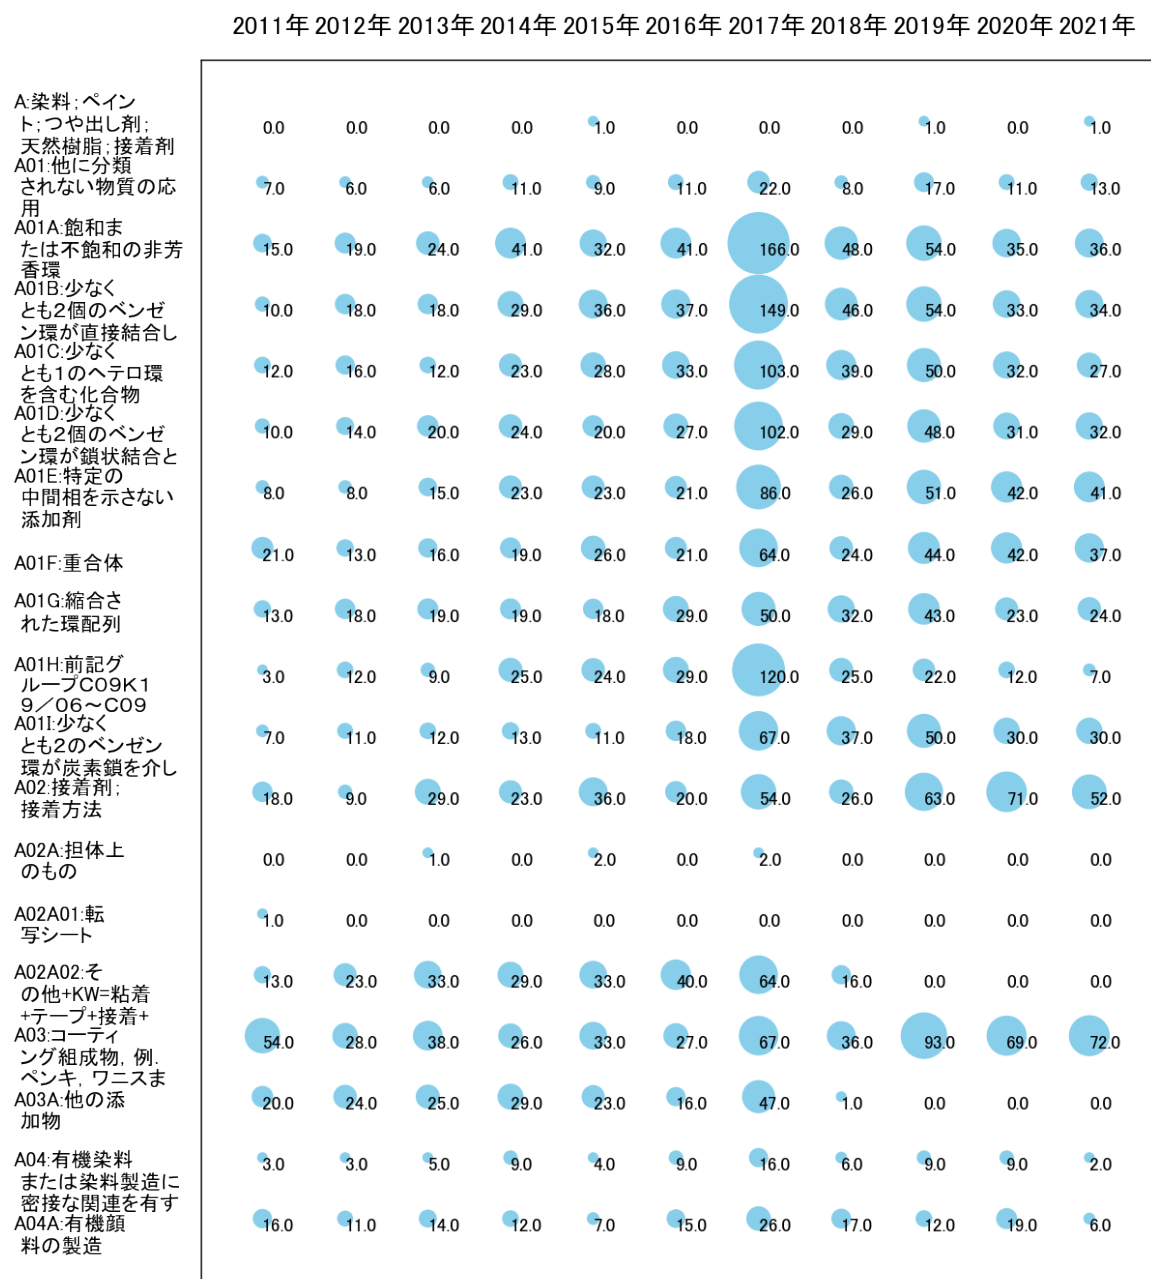 2011年 2012年 2013年 2014年 2015年 2016年 2017年 2018年 2019年 2020年 2021年
A:染料;ペイン
ト;つや出し剤;
天然樹脂;接着剤
0.0 0.0 0.0 0.0 1.0 0.0 0.0 0.0 1.0 0.0 1.0
A01:他に分類
されない物質の応
用
7.0 6.0 6.0 11.0 9.0 11.0 22.0 8.0 17.0 11.0 13.0
A01A:飽和ま
たは不飽和の非芳
香環
15.0 19.0 24.0 41.0 32.0 41.0 166.0 48.0 54.0 35.0 36.0
A01B:少なく
とも2個のベンゼ
ン環が直接結合し
10.0 18.0 18.0 29.0 36.0 37.0 149.0 46.0 54.0 33.0 34.0
A01C:少なく
とも1のヘテロ環
を含む化合物
12.0 16.0 12.0 23.0 28.0 33.0 103.0 39.0 50.0 32.0 27.0
A01D:少なく
とも2個のベンゼ
ン環が鎖状結合と
10.0 14.0 20.0 24.0 20.0 27.0 102.0 29.0 48.0 31.0 32.0
A01E:特定の
中間相を示さない
添加剤
8.0 8.0 15.0 23.0 23.0 21.0 86.0 26.0 51.0 42.0 41.0
A01F:重合体
21.0 13.0 16.0 19.0 26.0 21.0 64.0 24.0 44.0 42.0 37.0
A01G:縮合さ
れた環配列
13.0 18.0 19.0 19.0 18.0 29.0 50.0 32.0 43.0 23.0 24.0
A01H:前記グ
ループC09K1
9/06~C09
3.0 12.0 9.0 25.0 24.0 29.0 120.0 25.0 22.0 12.0 7.0
A01I:少なく
とも2のベンゼン
環が炭素鎖を介し
7.0 11.0 12.0 13.0 11.0 18.0 67.0 37.0 50.0 30.0 30.0
A02:接着剤;
接着方法
18.0 9.0 29.0 23.0 36.0 20.0 54.0 26.0 63.0 71.0 52.0
A02A:担体上
のもの
0.0 0.0 1.0 0.0 2.0 0.0 2.0 0.0 0.0 0.0 0.0
A02A01:転
写シート
1.0 0.0 0.0 0.0 0.0 0.0 0.0 0.0 0.0 0.0 0.0
A02A02:そ
の他+KW=粘着
+テープ+接着+
13.0 23.0 33.0 29.0 33.0 40.0 64.0 16.0 0.0 0.0 0.0
A03:コーティ
ング組成物,例.
ペンキ,ワニスま
54.0 28.0 38.0 26.0 33.0 27.0 67.0 36.0 93.0 69.0 72.0
A03A:他の添
加物
20.0 24.0 25.0 29.0 23.0 16.0 47.0 1.0 0.0 0.0 0.0
A04:有機染料
または染料製造に
密接な関連を有す
3.0 3.0 5.0 9.0 4.0 9.0 16.0 6.0 9.0 9.0 2.0
A04A:有機顔
料の製造
16.0 11.0 14.0 12.0 7.0 15.0 26.0 17.0 12.0 19.0 6.0